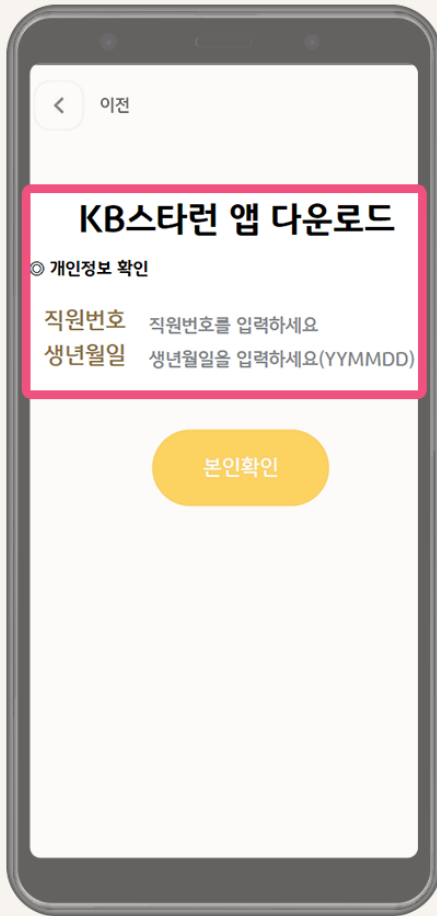 이전
KB스타런 앱 다운로드
◎ 개인정보 확인
직원번호 직원번호를 입력하세요
생년월일 생년월일을 입력하세요(YYMMDD)
본인확인